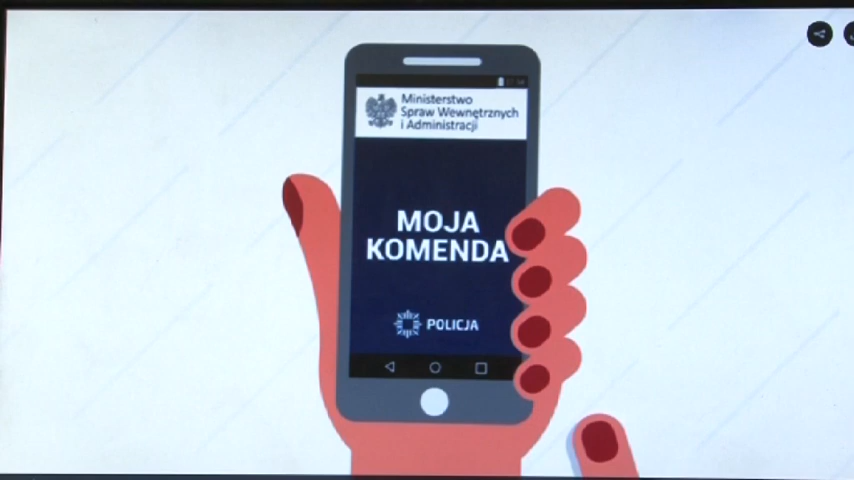 Ministerstwo
Spraw Wewnętrznych
i Administracji
MOJA
KOMENDA
POLICJA